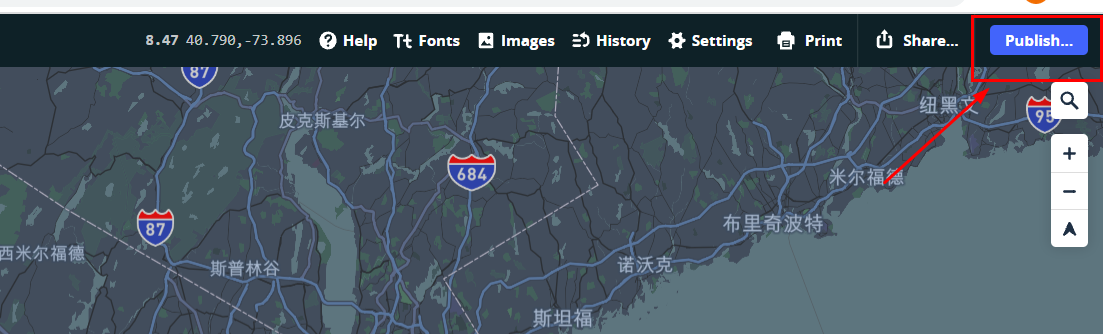 8.47 40.790,-73.896 Help Fonts Images History Settings Print Share... Publish...
87
皮克斯基尔
纽黑文
95
684
米尔福德
87
布里奇波特
西米尔福德
斯普林谷
诺沃克
斯坦福